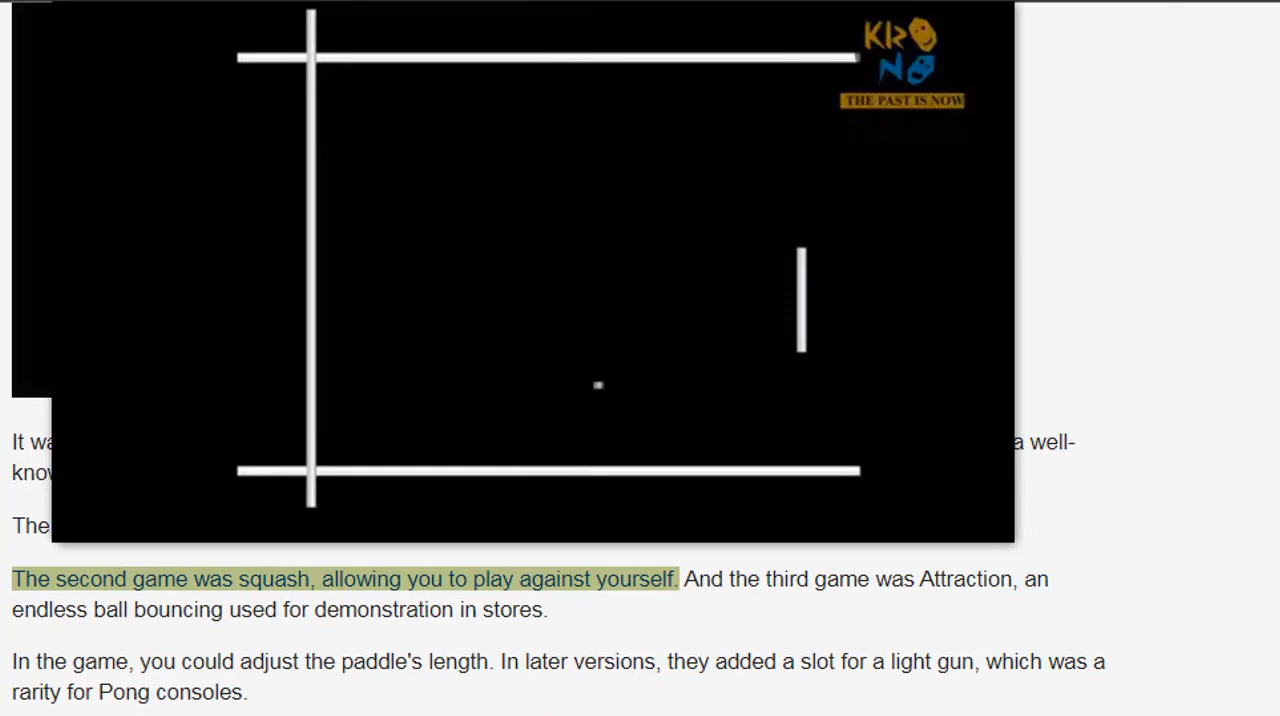 KRONO
THE PAST IS NOW
It wa
a well-
know
The
The second game was squash, allowing you to play against yourself. And the third game was Attraction, an
endless ball bouncing used for demonstration in stores.
In the game, you could adjust the paddle's length. In later versions, they added a slot for a light gun, which was a
rarity for Pong consoles.